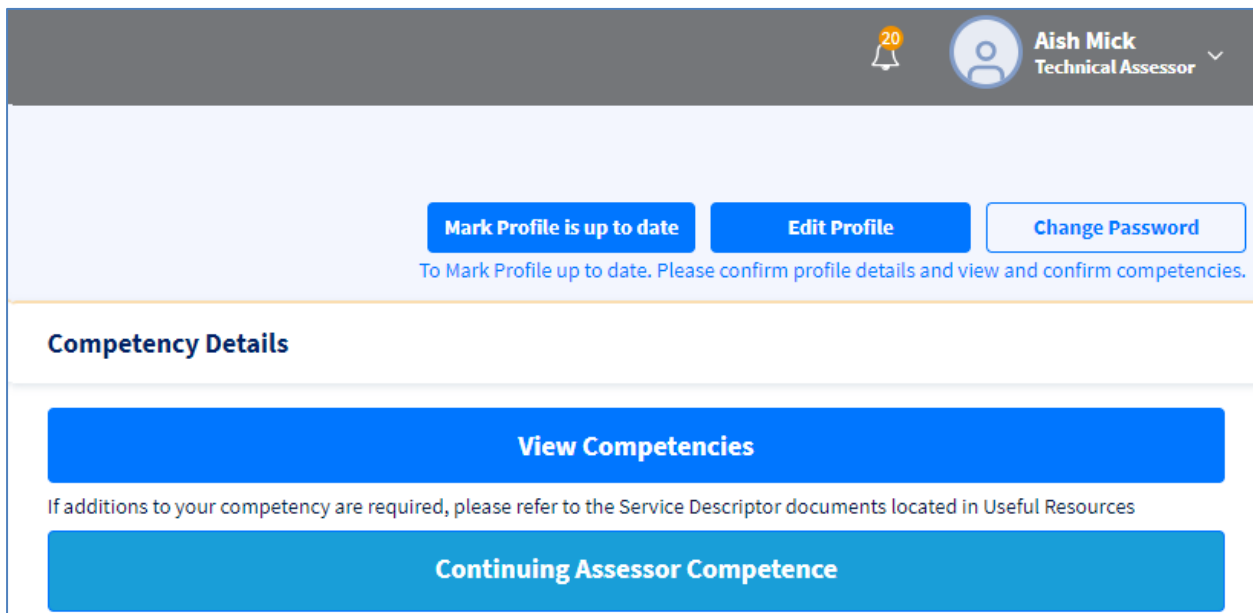 20
Aish Mick
Technical Assessor
Mark Profile is up to date
Edit Profile
Change Password
To Mark Profile up to date. Please confirm profile details and view and confirm competencies.
Competency Details
View Competencies
If additions to your competency are required, please refer to the Service Descriptor documents located in Useful Resources
Continuing Assessor Competence